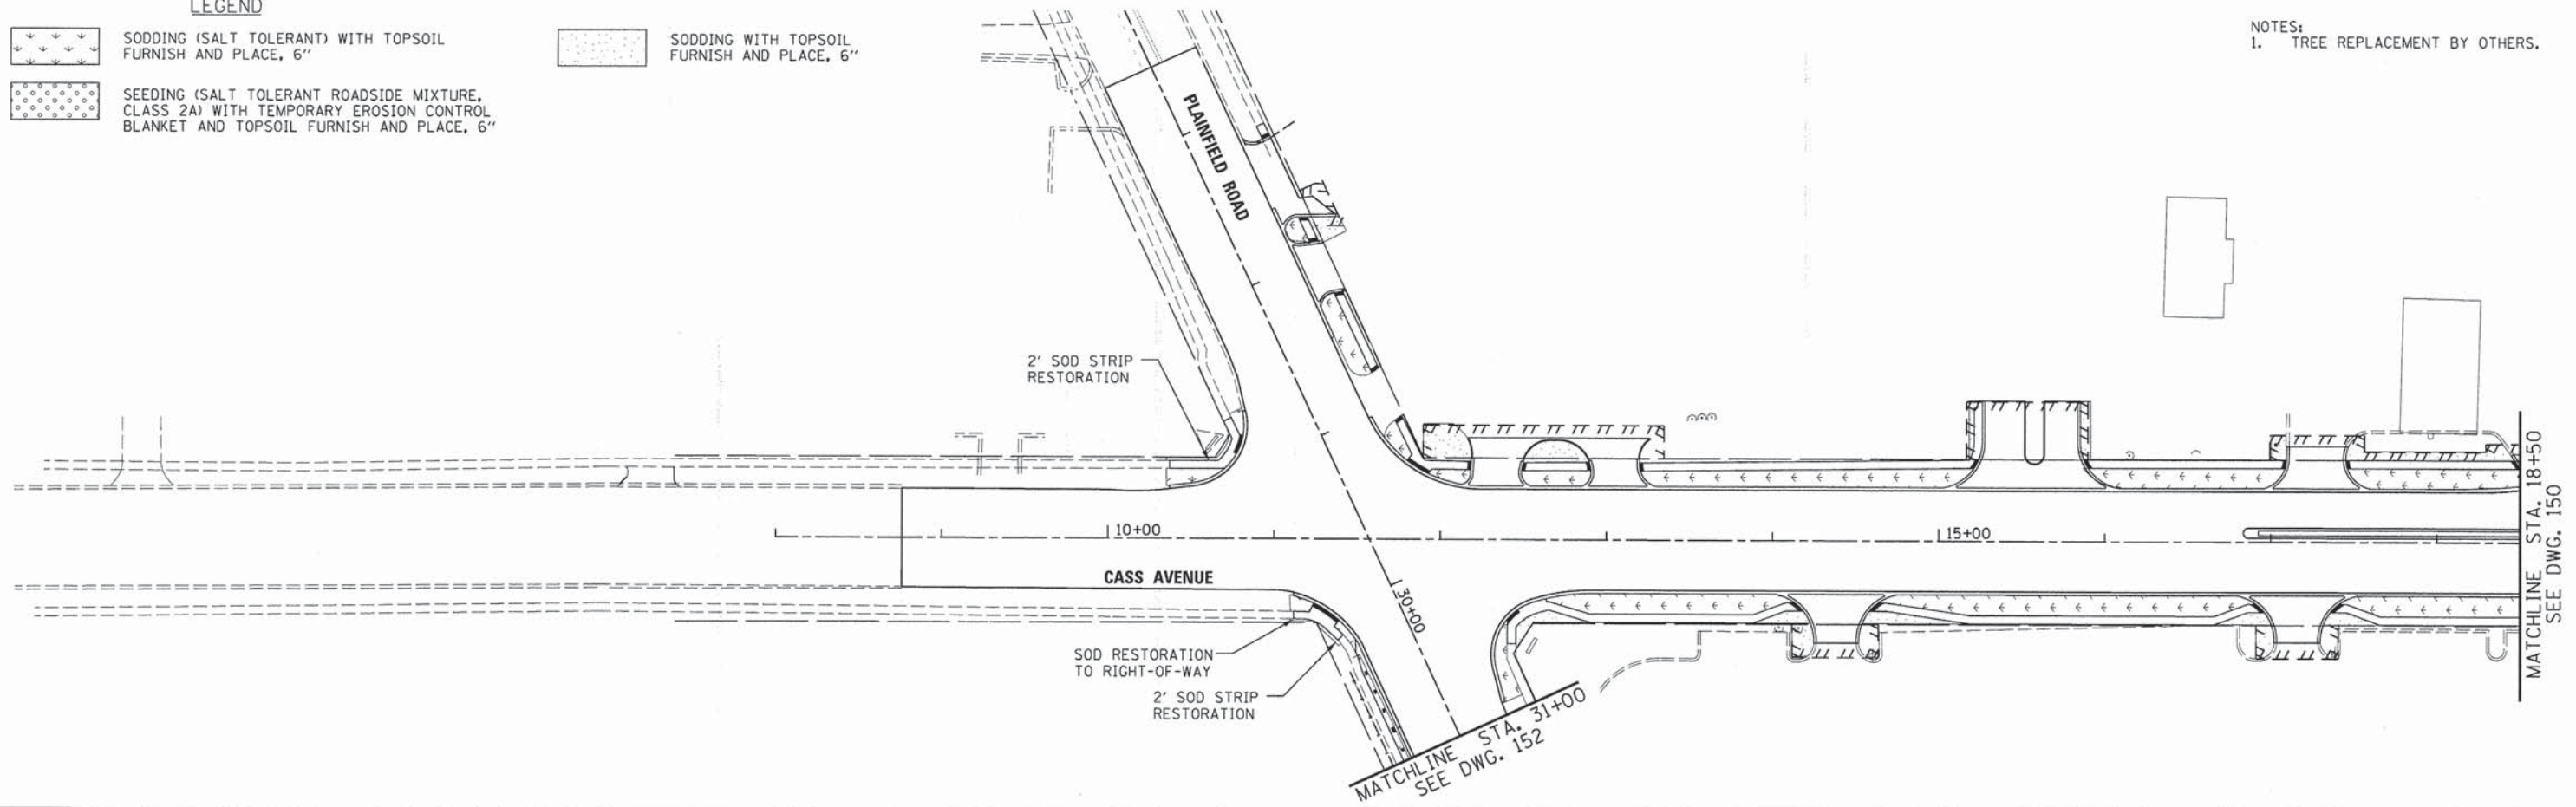 LEGEND
SODDING (SALT TOLERANT) WITH TOPSOIL
FURNISH AND PLACE, 6"
SODDING WITH TOPSOIL
FURNISH AND PLACE, 6"
SEEDING (SALT TOLERANT ROADSIDE MIXTURE,
CLASS 2A) WITH TEMPORARY EROSION CONTROL
BLANKET AND TOPSOIL FURNISH AND PLACE, 6"
NOTES:
1. TREE REPLACEMENT BY OTHERS.
PLAINFIELD ROAD
2' SOD STRIP
RESTORATION
10+00
15+00
CASS AVENUE
30+00
SOD RESTORATION
TO RIGHT-OF-WAY
2' SOD STRIP
RESTORATION
MATCHLINE STA. 31+00
SEE DWG. 152
MATCHLINE STA. 18+50
SEE DWG. 150